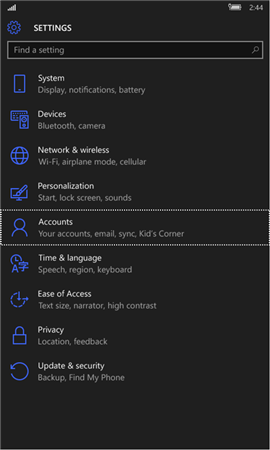 2:44
SETTINGS
Find a setting
System
Display, notifications, battery
Devices
Bluetooth, camera
Network & wireless
Wi-Fi, airplane mode, cellular
Personalization
Start, lock screen, sounds
Accounts
Your accounts, email, sync, Kid's Corner
Time & language
Speech, region, keyboard
Ease of Access
Text size, narrator, high contrast
Privacy
Location, feedback
Update & security
Backup, Find My Phone